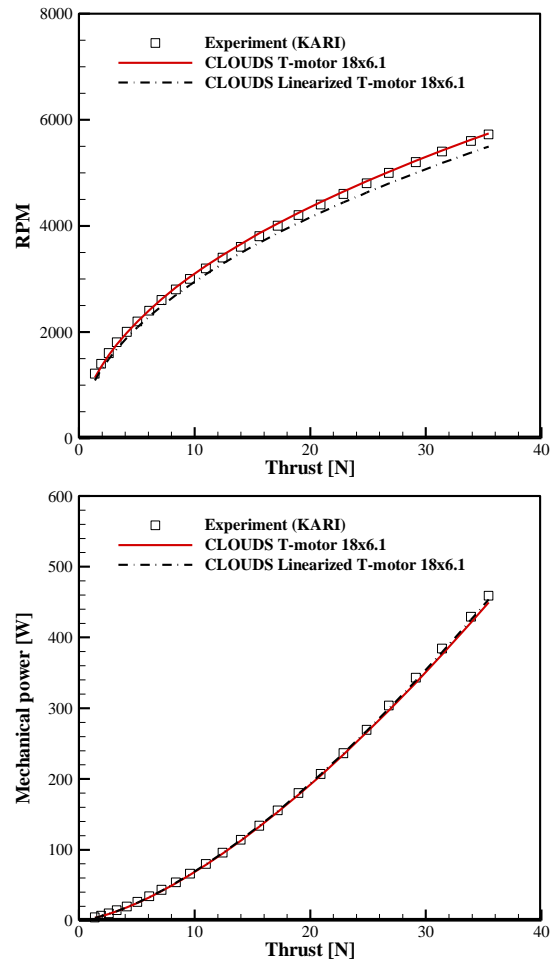 8000
6000
4000
2000
0
RPM
Experiment (KARI)
CLOUDS T-motor 18x6.1
CLOUDS Linearized T-motor 18x6.1
0 10 20 30 40
Thrust [N]
600
500
400
300
200
100
0
Mechanical power [W]
Experiment (KARI)
CLOUDS T-motor 18x6.1
CLOUDS Linearized T-motor 18x6.1
0 10 20 30 40
Thrust [N]